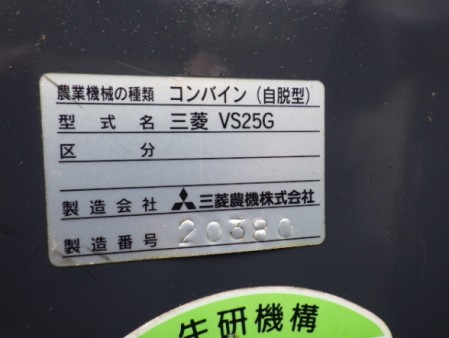 農業機械の種類 コンバイン（自脱型）
型式名 三菱 VS25G
区分
製造会社 三菱農機株式会社
製造番号 20380
生研機構